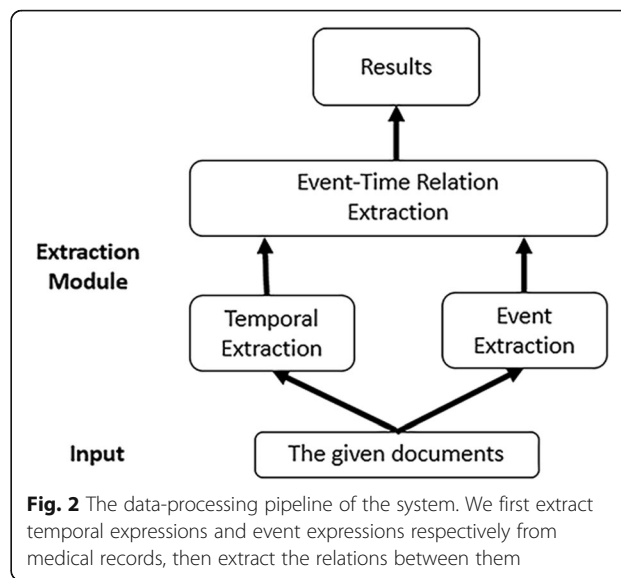 Results
Event-Time Relation
Extraction
Extraction
Module
Temporal
Extraction
Event
Extraction
Input
The given documents
Fig. 2 The data-processing pipeline of the system. We first extract
temporal expressions and event expressions respectively from
medical records, then extract the relations between them